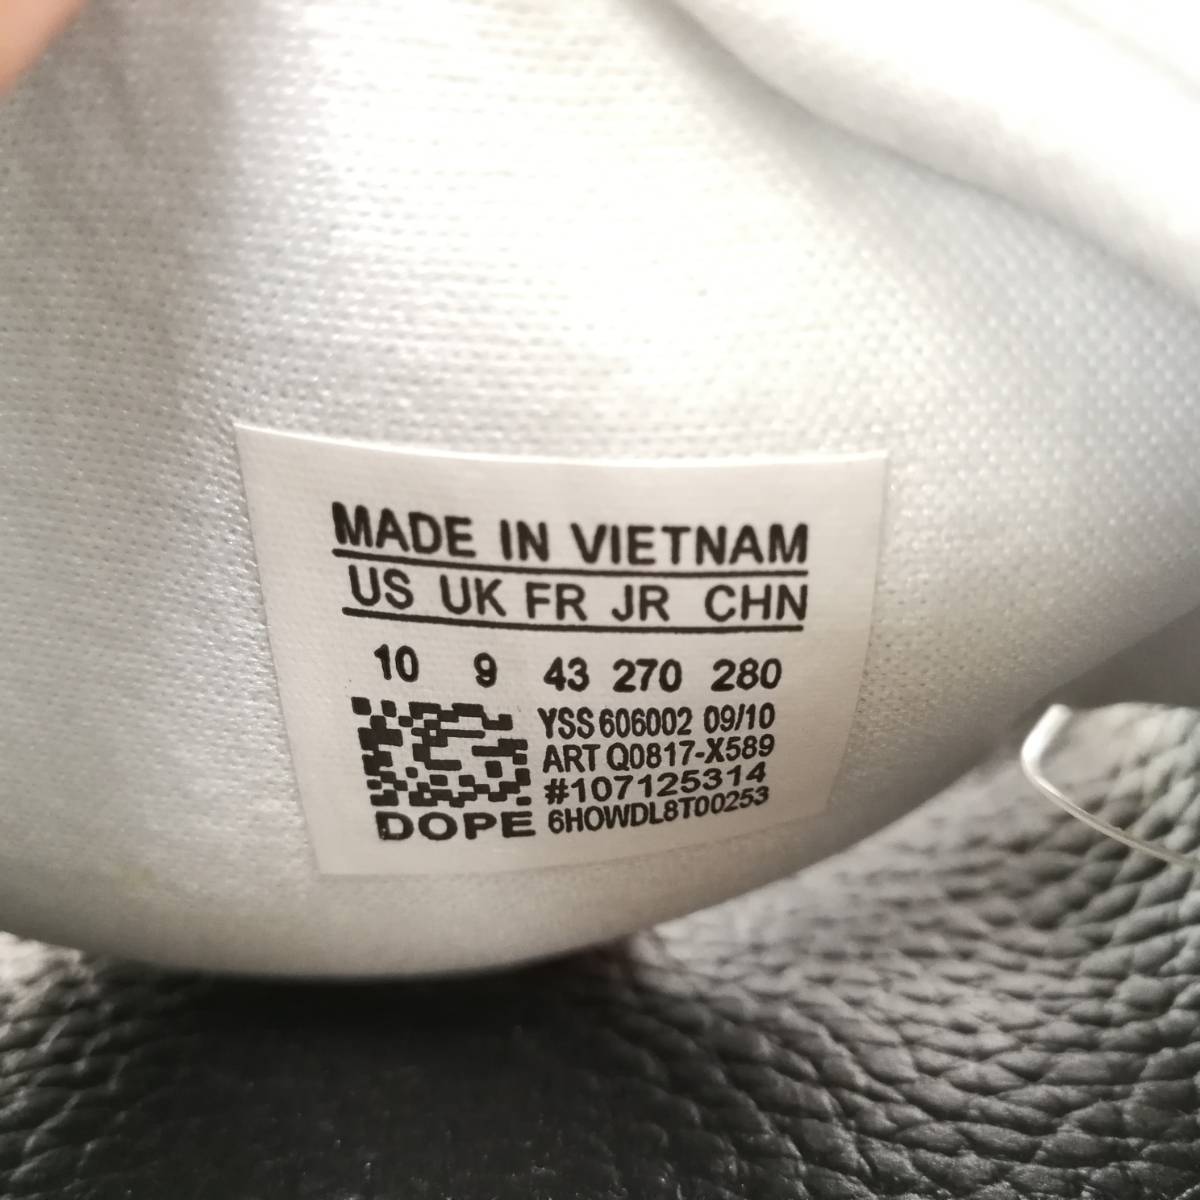 MADE IN VIETNAM
US UK FR JR CHN
10 9 43 270 280
YSS 606002 09/10
ART Q0817-X589
#107125314
DOPE 6HOWDL8T00253